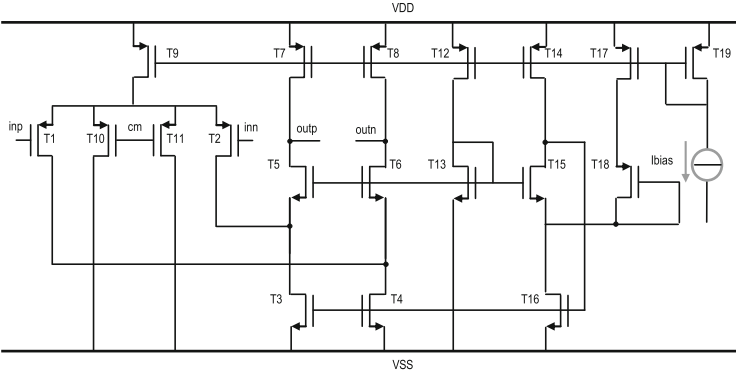 VDD
T9
T7
T8
T12
T14
T17
T19
inp
T1
T10
cm
T11
T2
inn
outp
outn
T5
T6
T13
T15
T18
Ibias
T3
T4
T16
VSS